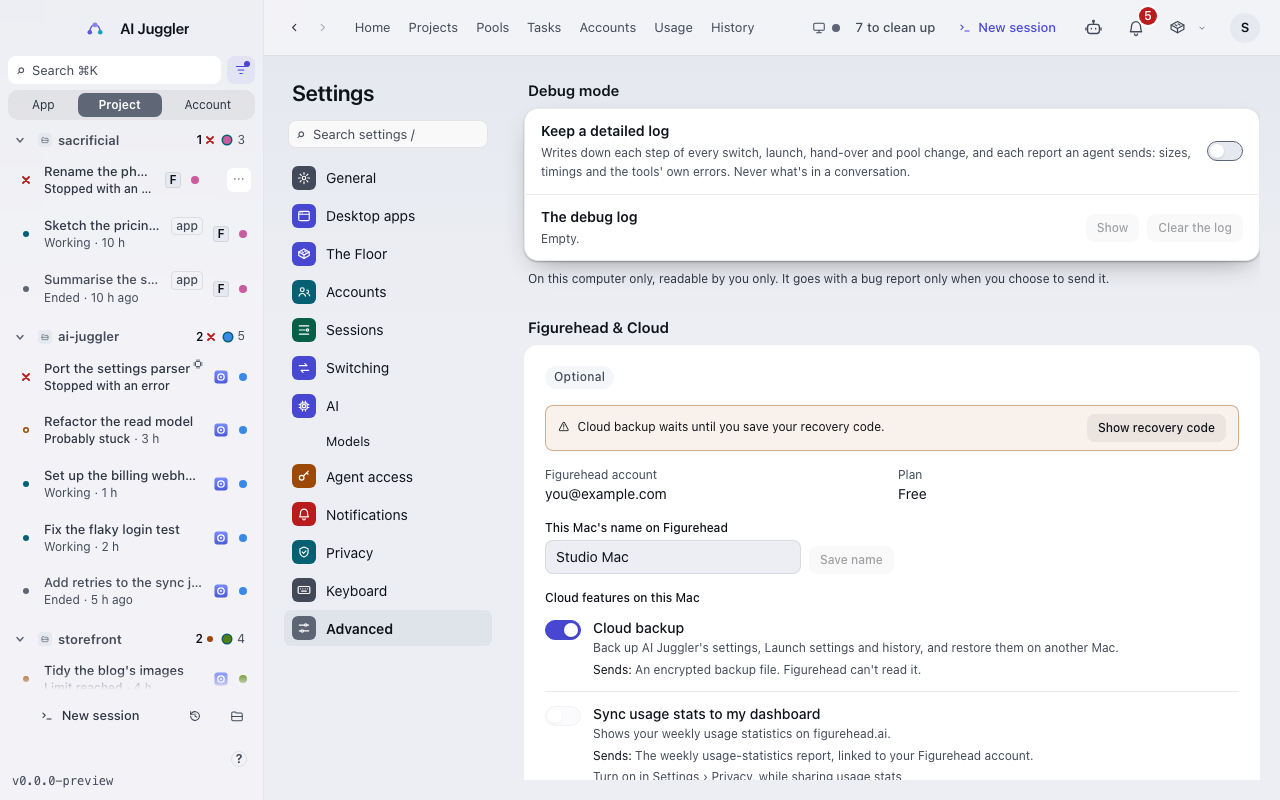 AI Juggler
Search ⌘K
App Project Account
sacrificial 1 3
Rename the ph... F
Stopped with an ...
Sketch the pricin... app F
Working · 10 h
Summarise the s... app F
Ended · 10 h ago
ai-juggler 2 5
Port the settings parser
Stopped with an error
Refactor the read model
Probably stuck · 3 h
Set up the billing webh...
Working · 1 h
Fix the flaky login test
Working · 2 h
Add retries to the sync j...
Ended · 5 h ago
storefront 2 4
Tidy the blog's images
Limit reached · 4 h
New session
?
v0.0.0-preview
Home Projects Pools Tasks Accounts Usage History 7 to clean up New session 5 S
Settings
Search settings /
General
Desktop apps
The Floor
Accounts
Sessions
Switching
AI
Models
Agent access
Notifications
Privacy
Keyboard
Advanced
Debug mode
Keep a detailed log
Writes down each step of every switch, launch, hand-over and pool change, and each report an agent sends: sizes,
timings and the tools' own errors. Never what's in a conversation.
The debug log
Empty.
Show Clear the log
On this computer only, readable by you only. It goes with a bug report only when you choose to send it.
Figurehead & Cloud
Optional
Cloud backup waits until you save your recovery code. Show recovery code
Figurehead account Plan
you@example.com Free
This Mac's name on Figurehead
Studio Mac Save name
Cloud features on this Mac
Cloud backup
Back up AI Juggler's settings, Launch settings and history, and restore them on another Mac.
Sends: An encrypted backup file. Figurehead can't read it.
Sync usage stats to my dashboard
Shows your weekly usage statistics on figurehead.ai.
Sends: The weekly usage-statistics report, linked to your Figurehead account.
Turn on in Settings › Privacy, while sharing usage stats